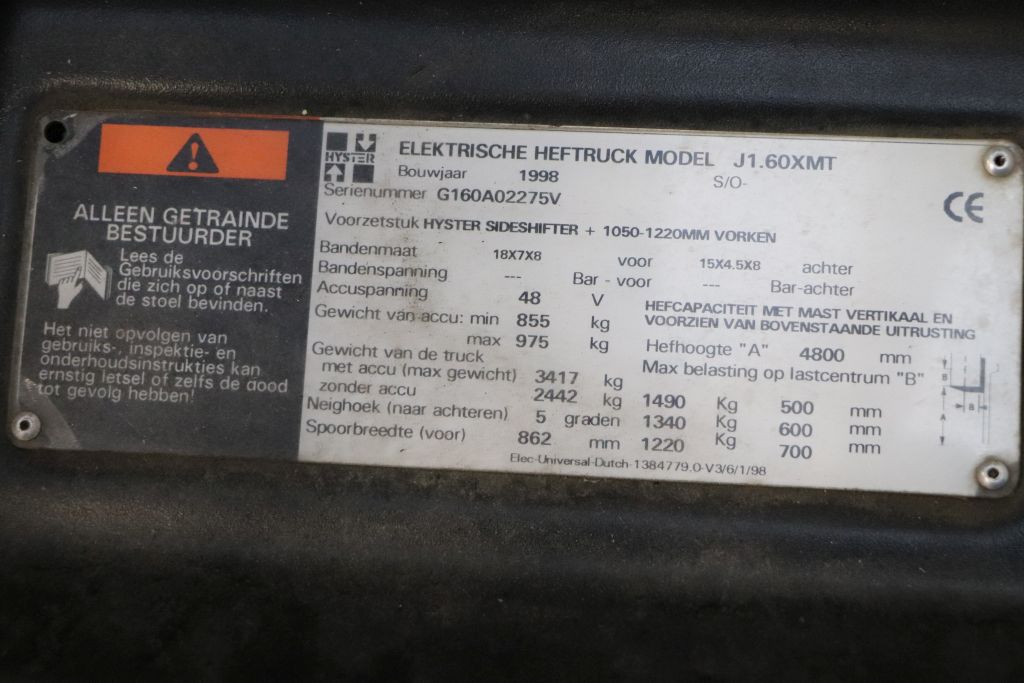 ALLEEN GETRAINDE
BESTUURDER
Lees de
Gebruiksvoorschriften
die zich op of naast
de stoel bevinden.
Het niet opvolgen van
gebruiks-, inspektie- en
onderhoudsinstrukties kan
ernstig letsel of zelfs de dood
tot gevolg hebben!
HYSTER
ELEKTRISCHE HEFTRUCK MODEL J1.60XMT
Bouwjaar 1998 S/O-
Serienummer G160A02275V
CE
Voorzetstuk HYSTER SIDESHIFTER + 1050-1220MM VORKEN
Bandenmaat 18X7X8 voor 15X4.5X8 achter
Bandenspanning --- Bar - voor --- Bar-achter
Accuspanning 48 V
Gewicht van accu: min 855 kg
max 975 kg
Gewicht van de truck
met accu (max gewicht) 3417 kg
zonder accu 2442 kg
Neighoek (naar achteren) 5 graden
Spoorbreedte (voor) 862 mm
HEFCAPACITEIT MET MAST VERTIKAAL EN
VOORZIEN VAN BOVENSTAANDE UITRUSTING
Hefhoogte "A" 4800 mm
Max belasting op lastcentrum "B"
1490 Kg 500 mm
1340 Kg 600 mm
1220 Kg 700 mm
B
B
A
Elec-Universal-Dutch-1384779.0-V3/6/1/98